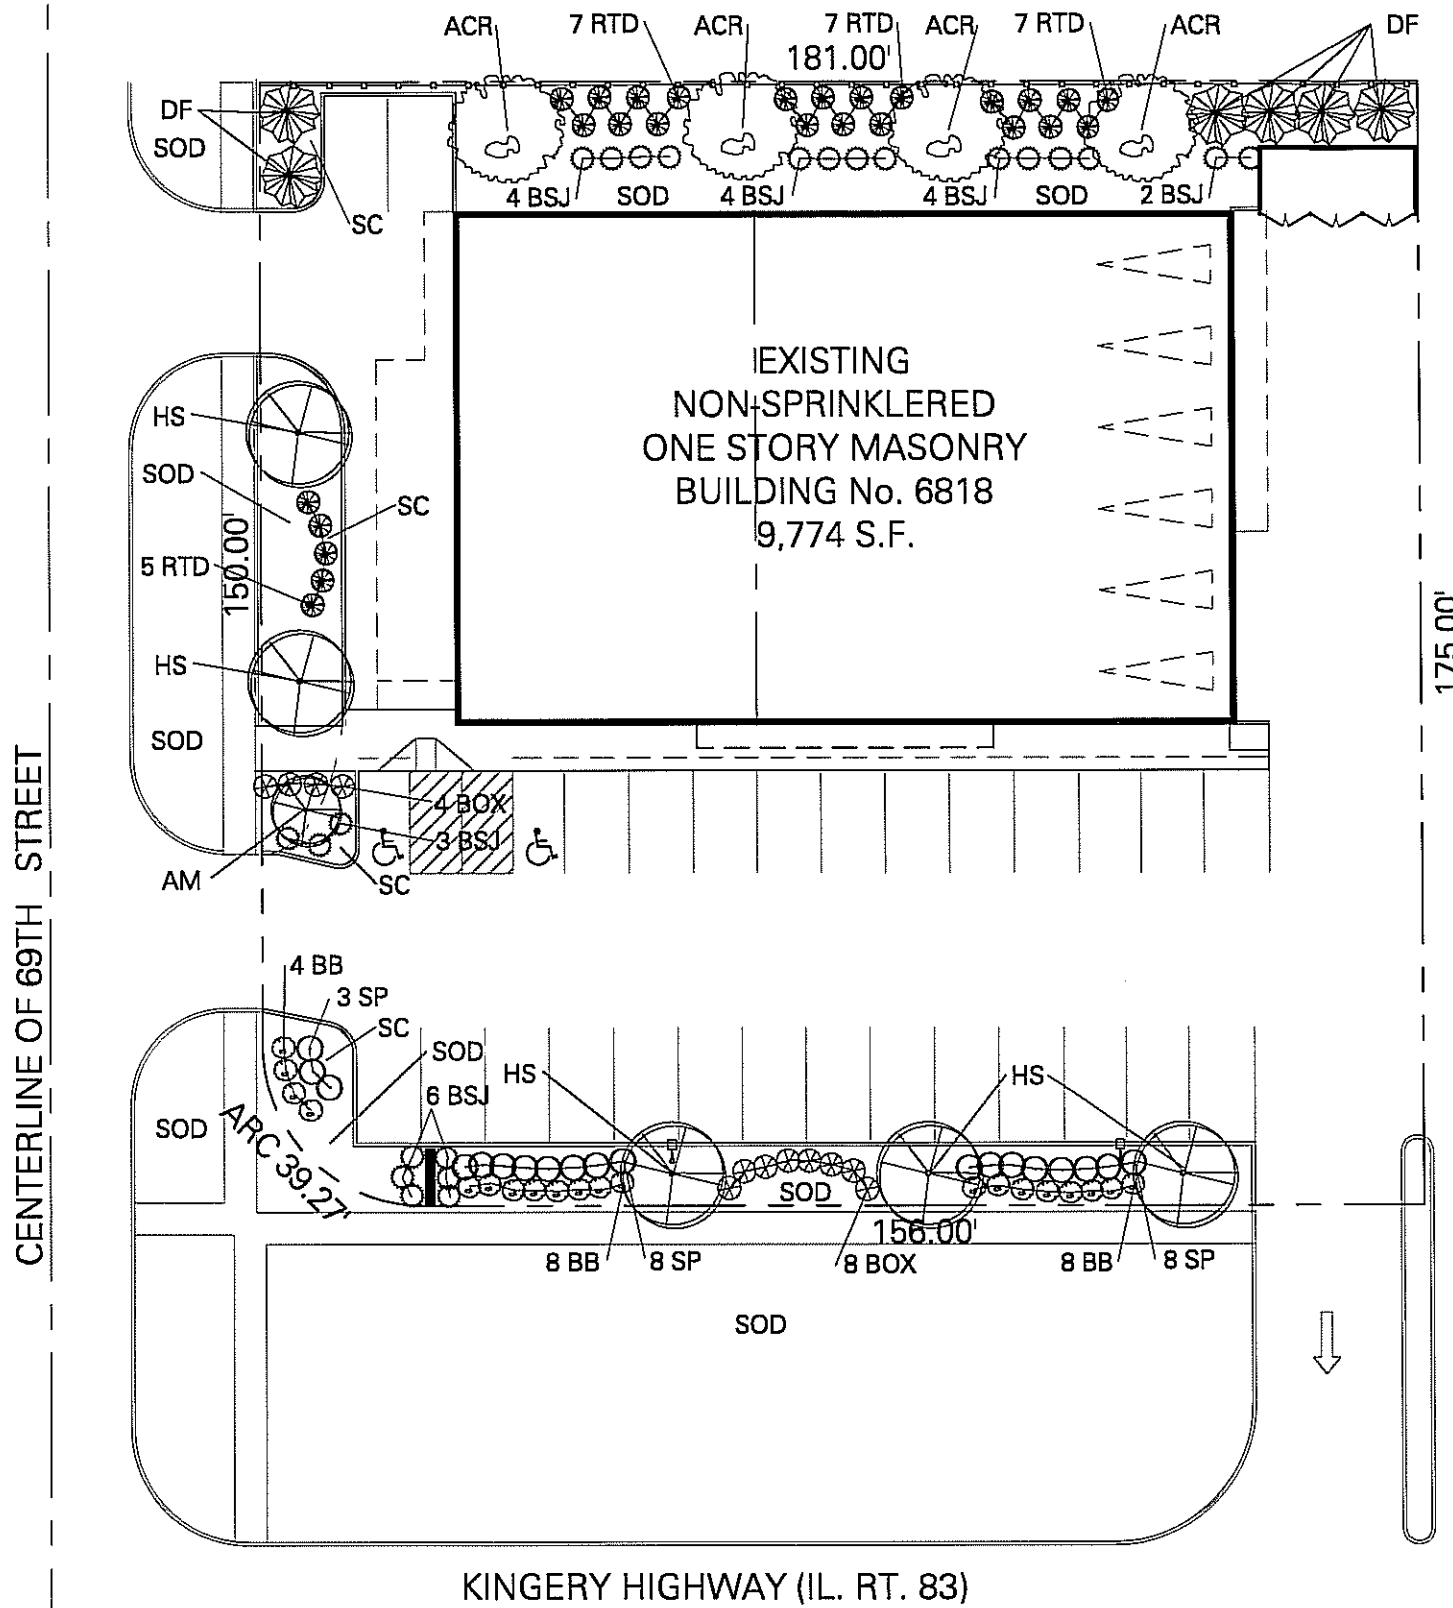 ACR 7 RTD ACR 7 RTD ACR 7 RTD ACR DF
181.00'
DF
SOD
4 BSJ SOD 4 BSJ 4 BSJ SOD 2 BSJ
SC
EXISTING
NON-SPRINKLERED
ONE STORY MASONRY
BUILDING No. 6818
9,774 S.F.
HS
SOD
SC
150.00'
5 RTD
175.00'
HS
SOD
4 BOX
3 BSJ
AM
SC
CENTERLINE OF 69TH STREET
4 BB
3 SP
SC
SOD
HS
HS
6 BSJ
SOD
ARC 39.27'
SOD
156.00'
8 BB 8 SP 8 BOX 8 BB 8 SP
SOD
KINGERY HIGHWAY (IL. RT. 83)